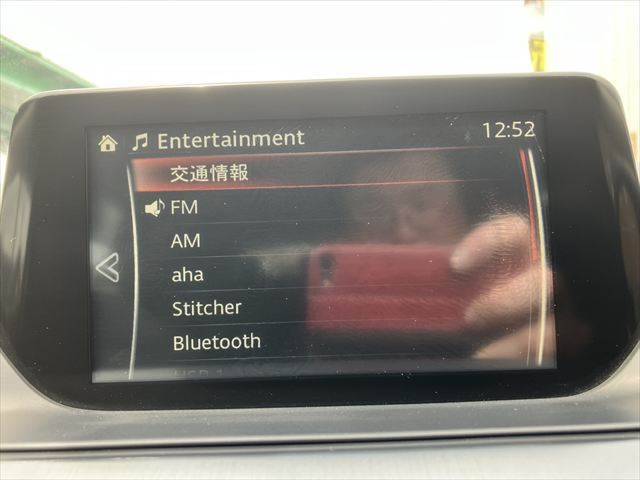 Entertainment 12:52
交通情報
FM
AM
aha
Stitcher
Bluetooth